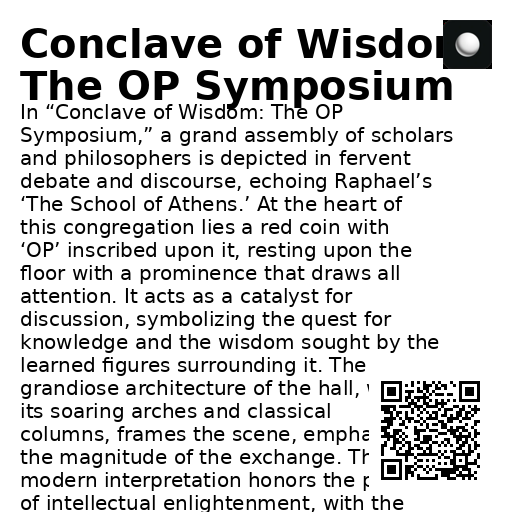 Conclave of Wisdom
The OP Symposium
In “Conclave of Wisdom: The OP
Symposium,” a grand assembly of scholars
and philosophers is depicted in fervent
debate and discourse, echoing Raphael’s
‘The School of Athens.’ At the heart of
this congregation lies a red coin with
‘OP’ inscribed upon it, resting upon the
floor with a prominence that draws all
attention. It acts as a catalyst for
discussion, symbolizing the quest for
knowledge and the wisdom sought by the
learned figures surrounding it. The
grandiose architecture of the hall,
its soaring arches and classical
columns, frames the scene,
the magnitude of the exchange.
modern interpretation honors the
of intellectual enlightenment, with the